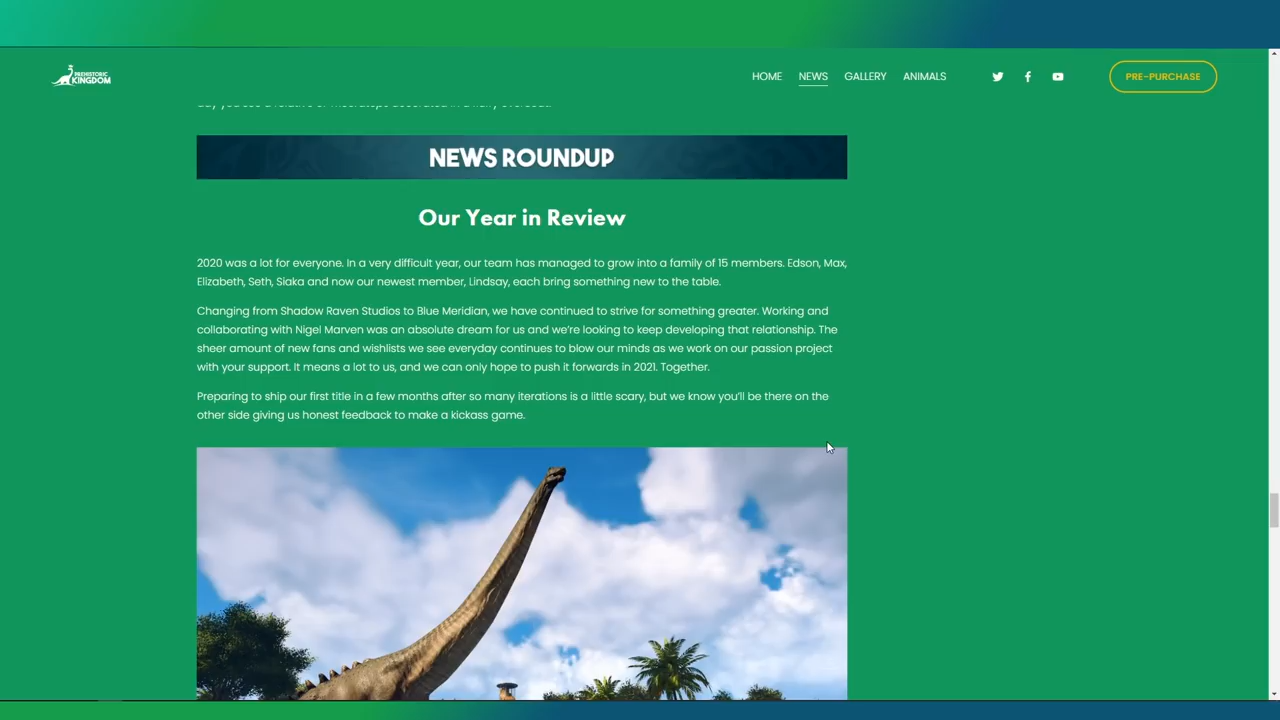 PREHISTORIC
KINGDOM
HOME NEWS GALLERY ANIMALS
PRE-PURCHASE
NEWS ROUNDUP
Our Year in Review
2020 was a lot for everyone. In a very difficult year, our team has managed to grow into a family of 15 members. Edson, Max,
Elizabeth, Seth, Siaka and now our newest member, Lindsay, each bring something new to the table.
Changing from Shadow Raven Studios to Blue Meridian, we have continued to strive for something greater. Working and
collaborating with Nigel Marven was an absolute dream for us and we're looking to keep developing that relationship. The
sheer amount of new fans and wishlists we see everyday continues to blow our minds as we work on our passion project
with your support. It means a lot to us, and we can only hope to push it forwards in 2021. Together.
Preparing to ship our first title in a few months after so many iterations is a little scary, but we know you'll be there on the
other side giving us honest feedback to make a kickass game.